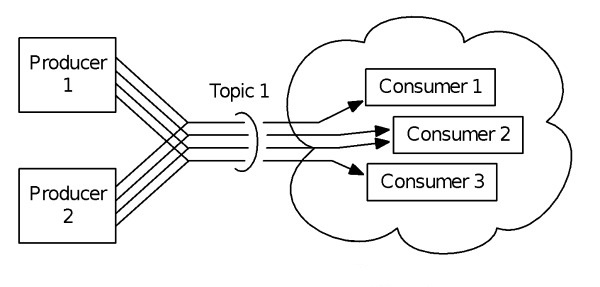 Producer
1
Topic 1
Consumer 1
Consumer 2
Consumer 3
Producer
2